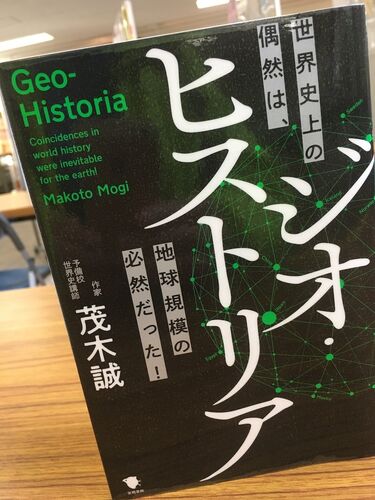 Geo-
Historia
Coincidences in
world history
were inevitable
for the earth!
Makoto Mogi
世界史上の
偶然は、
ジオ・
ヒストリア
地球規模の
必然だった!
作家
予備校
世界史講師
茂木誠
Egypt